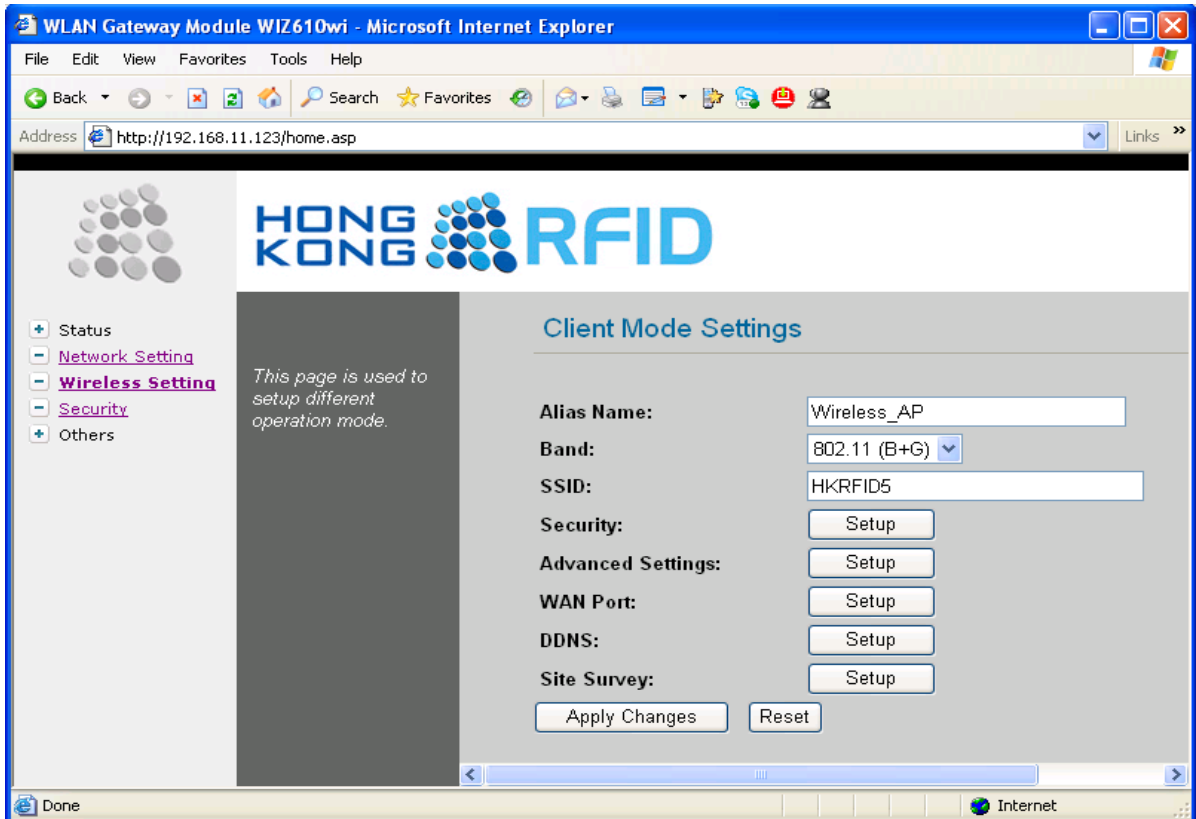 WLAN Gateway Module WIZ610wi - Microsoft Internet Explorer
File Edit View Favorites Tools Help
Back Search Favorites
Address http://192.168.11.123/home.asp Links »
HONG KONG RFID
Status
Network Setting
Wireless Setting
Security
Others
This page is used to
setup different
operation mode.
Client Mode Settings
Alias Name: Wireless_AP
Band: 802.11 (B+G)
SSID: HKRFID5
Security: Setup
Advanced Settings: Setup
WAN Port: Setup
DDNS: Setup
Site Survey: Setup
Apply Changes Reset
Done Internet